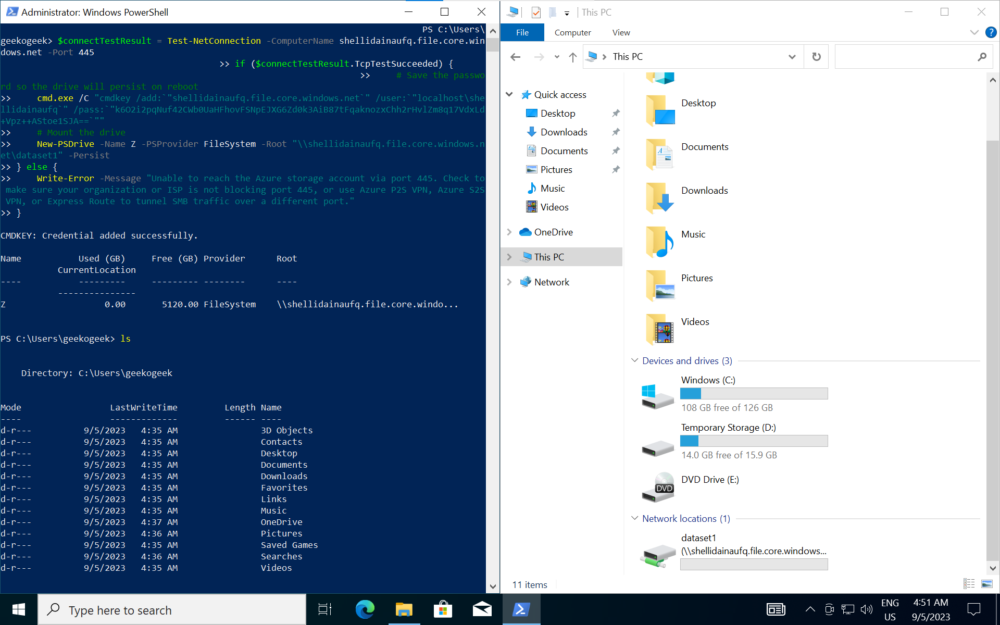 Administrator: Windows PowerShell
PS C:\Users\
geekogeek> $connectTestResult = Test-NetConnection -ComputerName shellidainaufq.file.core.win
dows.net -Port 445
>> if ($connectTestResult.TcpTestSucceeded) {
>>     # Save the passwo
rd so the drive will persist on reboot
>>     cmd.exe /C "cmdkey /add:`"shellidainaufq.file.core.windows.net`" /user:`"localhost\she
llidainaufq`" /pass:`"k6O2i2pqNuf42CWb0UaHFhovFSNpEJXG6Zd0k3AiB87tFqaknozxChh2rHvlZm8q17VdxLd
+Vpz++AStoe1SJA==`""
>>     # Mount the drive
>>     New-PSDrive -Name Z -PSProvider FileSystem -Root "\\shellidainaufq.file.core.windows.n
et\dataset1" -Persist
>> } else {
>>     Write-Error -Message "Unable to reach the Azure storage account via port 445. Check to
make sure your organization or ISP is not blocking port 445, or use Azure P2S VPN, Azure S2S
VPN, or Express Route to tunnel SMB traffic over a different port."
>> }
CMDKEY: Credential added successfully.
Name           Used (GB)     Free (GB) Provider      Root
CurrentLocation
----           ---------     --------- --------      ----
---------------
Z                   0.00       5120.00 FileSystem    \\shellidainaufq.file.core.windo...
PS C:\Users\geekogeek> ls
Directory: C:\Users\geekogeek
Mode                 LastWriteTime         Length Name
----                 -------------         ------ ----
d-r---          9/5/2023   4:35 AM                3D Objects
d-r---          9/5/2023   4:35 AM                Contacts
d-r---          9/5/2023   4:35 AM                Desktop
d-r---          9/5/2023   4:35 AM                Documents
d-r---          9/5/2023   4:35 AM                Downloads
d-r---          9/5/2023   4:35 AM                Favorites
d-r---          9/5/2023   4:35 AM                Links
d-r---          9/5/2023   4:35 AM                Music
d-r---          9/5/2023   4:37 AM                OneDrive
d-r---          9/5/2023   4:36 AM                Pictures
d-r---          9/5/2023   4:35 AM                Saved Games
d-r---          9/5/2023   4:36 AM                Searches
d-r---          9/5/2023   4:35 AM                Videos
This PC
File Computer View
This PC
Quick access
Desktop
Downloads
Documents
Pictures
Music
Videos
OneDrive
This PC
Network
Desktop
Documents
Downloads
Music
Pictures
Videos
Devices and drives (3)
Windows (C:)
108 GB free of 126 GB
Temporary Storage (D:)
14.0 GB free of 15.9 GB
DVD
DVD Drive (E:)
Network locations (1)
dataset1
(\\shellidainaufq.file.core.windows...
11 items
Type here to search
ENG
US
4:51 AM
9/5/2023